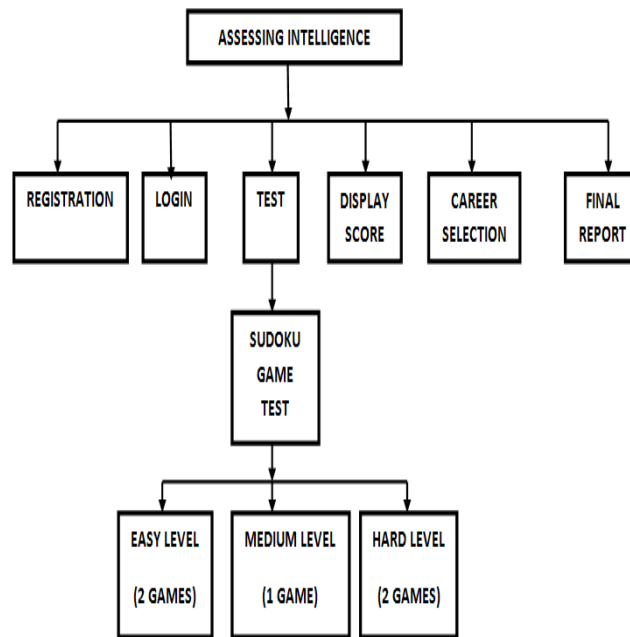 ASSESSING INTELLIGENCE
REGISTRATION
LOGIN
TEST
DISPLAY
SCORE
CAREER
SELECTION
FINAL
REPORT
SUDOKU
GAME
TEST
EASY LEVEL
(2 GAMES)
MEDIUM LEVEL
(1 GAME)
HARD LEVEL
(2 GAMES)